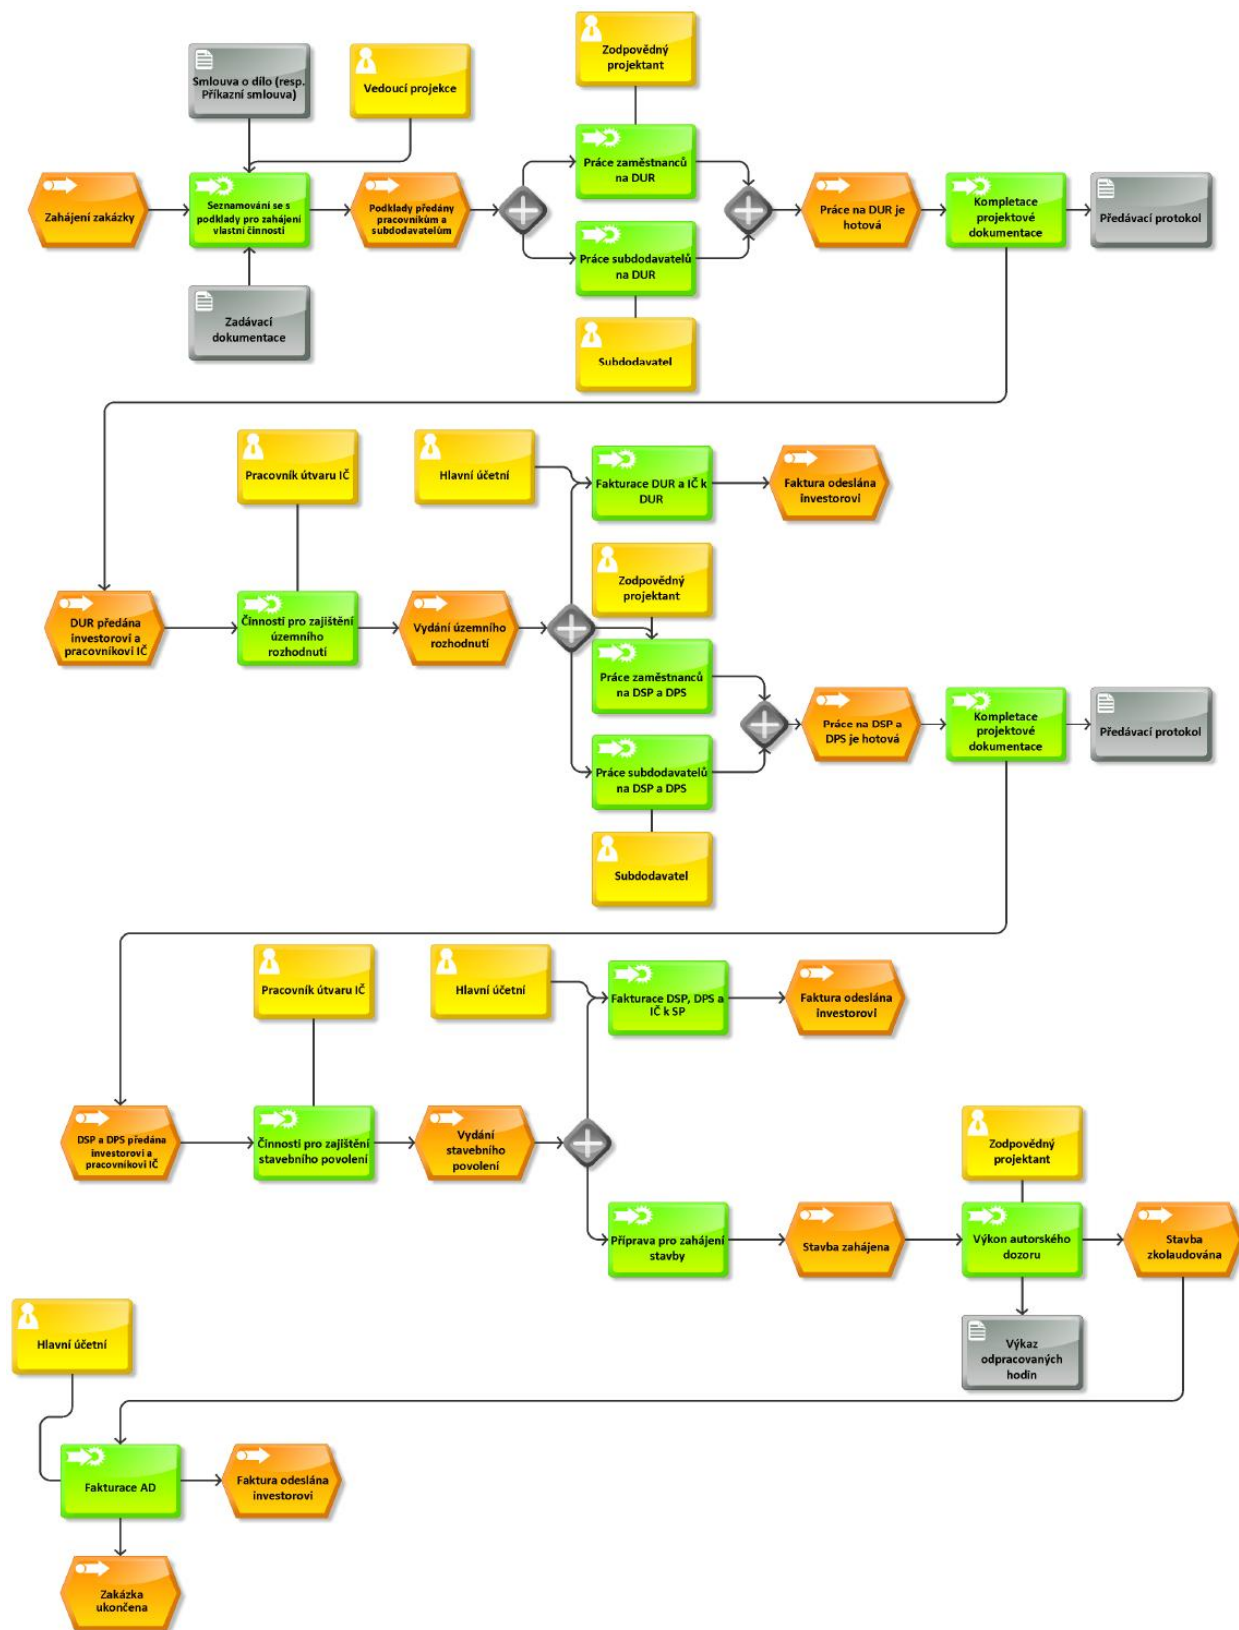 Zodpovědný
projektant
Smlouva o dílo (resp.
Příkazní smlouva)
Vedoucí projekce
Zahájení zakázky
Seznamování se s
podklady pro zahájení
vlastní činnosti
Podklady předány
pracovníkům a
subdodavatelům
Práce zaměstnanců
na DUR
Práce subdodavatelů
na DUR
Práce na DUR je
hotová
Kompletace
projektové
dokumentace
Předávací protokol
Zadávací
dokumentace
Subdodavatel
Pracovník útvaru IČ
Hlavní účetní
Fakturace DUR a IČ k
DUR
Faktura odeslána
investorovi
Zodpovědný
projektant
DUR předána
investorovi a
pracovníkovi IČ
Činnosti pro zajištění
územního
rozhodnutí
Vydání územního
rozhodnutí
Práce zaměstnanců
na DSP a DPS
Práce subdodavatelů
na DSP a DPS
Práce na DSP a
DPS je hotová
Kompletace
projektové
dokumentace
Předávací protokol
Subdodavatel
Pracovník útvaru IČ
Hlavní účetní
Fakturace DSP, DPS a
IČ k SP
Faktura odeslána
investorovi
DSP a DPS předána
investorovi a
pracovníkovi IČ
Činnosti pro zajištění
stavebního povolení
Vydání
stavebního
povolení
Zodpovědný
projektant
Příprava pro zahájení
stavby
Stavba zahájena
Výkon autorského
dozoru
Stavba
zkolaudována
Výkaz
odpracovaných
hodin
Hlavní účetní
Fakturace AD
Faktura odeslána
investorovi
Zakázka
ukončena